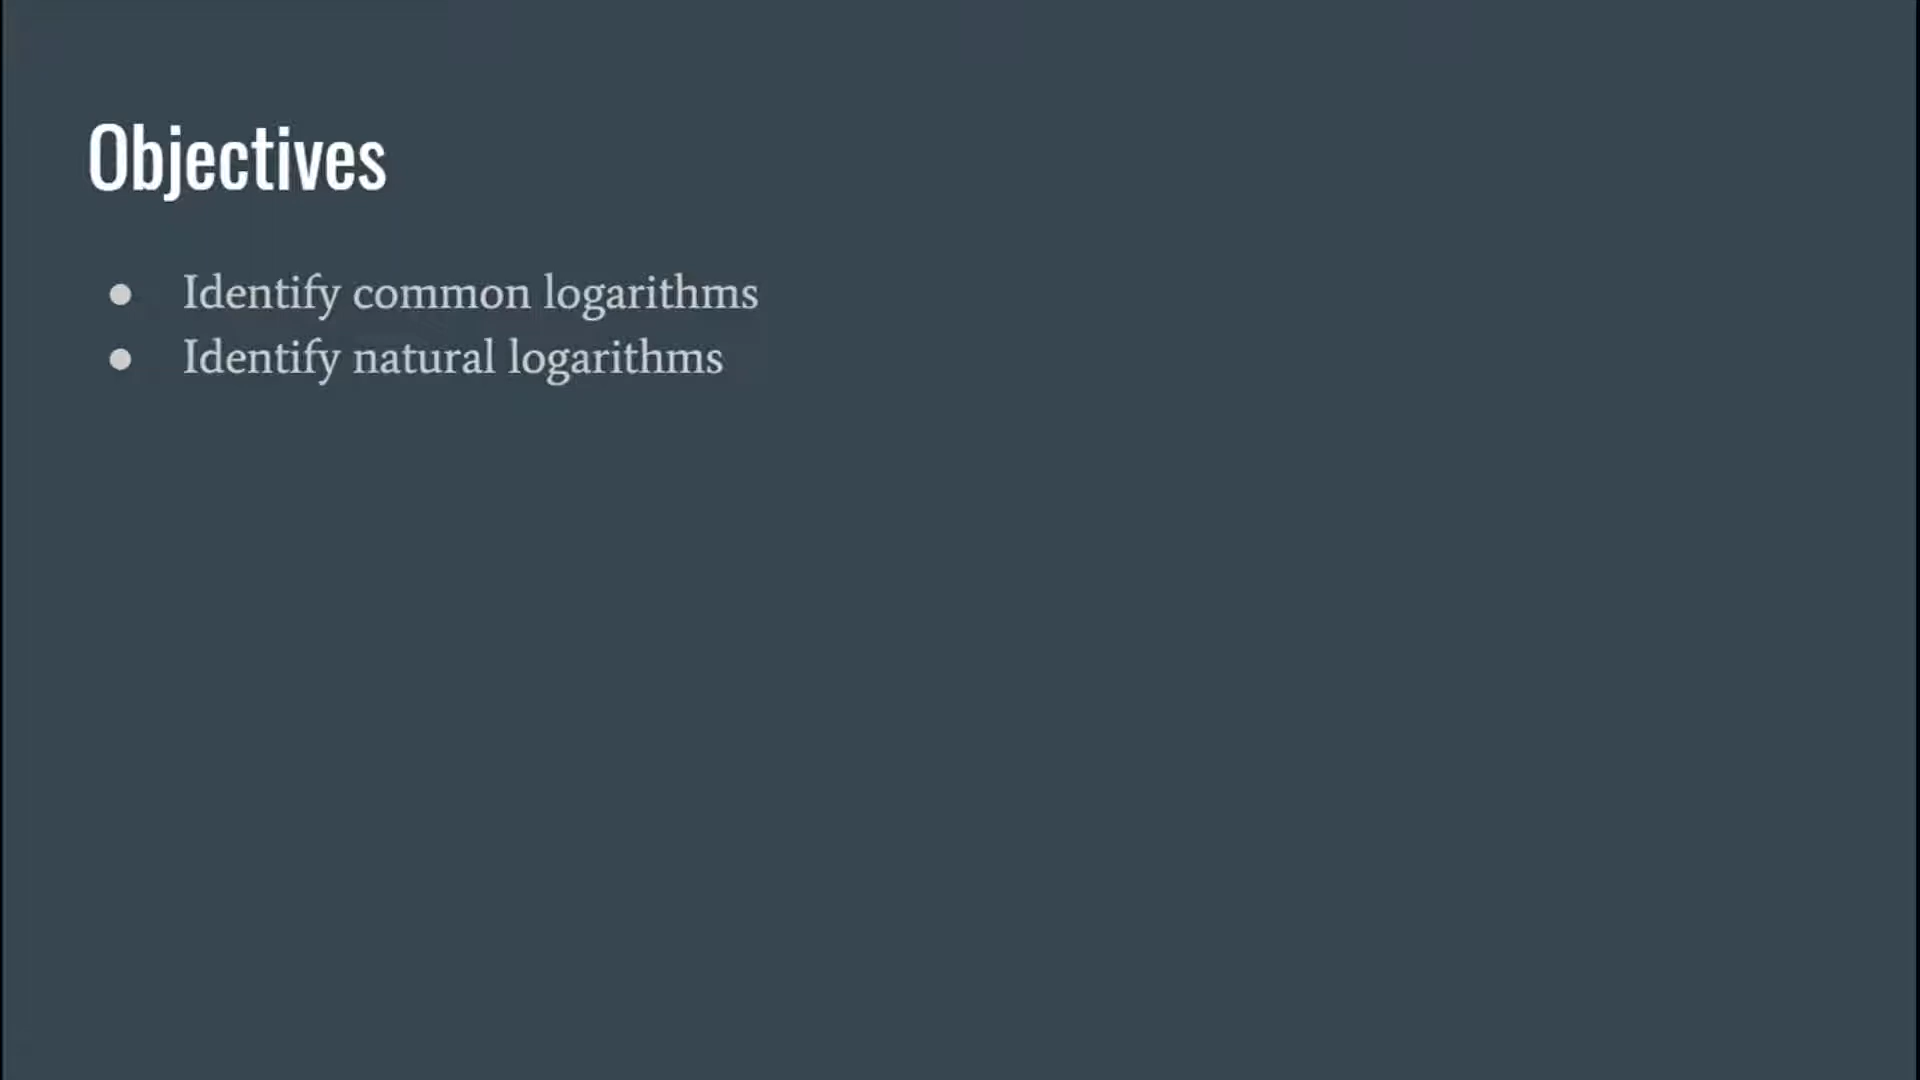 Objectives
● Identify common logarithms
● Identify natural logarithms